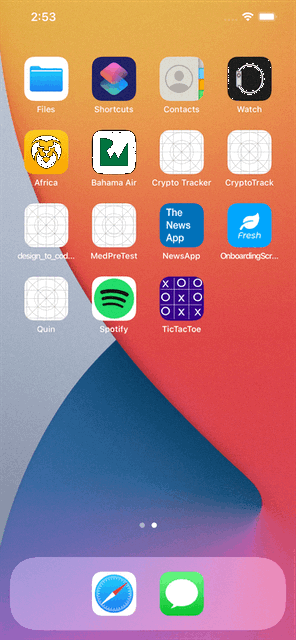 2:53
Files
Shortcuts
Contacts
Watch
Africa
Bahama Air
Crypto Tracker
CryptoTrack
The
News
App
Fresh
design_to_cod...
MedPreTest
NewsApp
OnboardingScr...
X O O
O X O
O X X
Quin
Spotify
TicTacToe